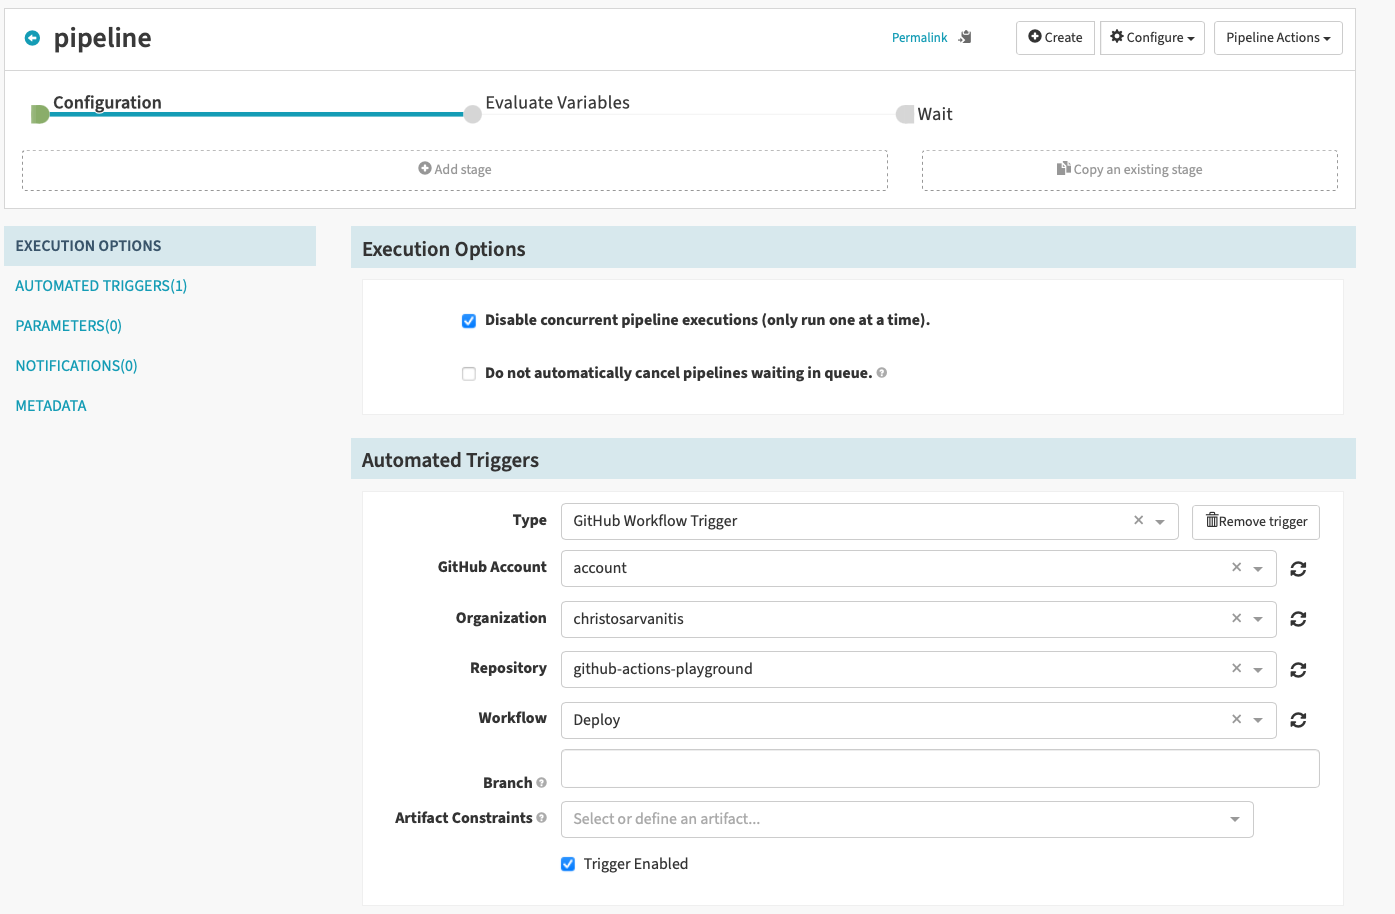 pipeline
Permalink
Create
Configure
Pipeline Actions
Configuration
Evaluate Variables
Wait
Add stage
Copy an existing stage
EXECUTION OPTIONS
AUTOMATED TRIGGERS(1)
PARAMETERS(0)
NOTIFICATIONS(0)
METADATA
Execution Options
Disable concurrent pipeline executions (only run one at a time).
Do not automatically cancel pipelines waiting in queue.
Automated Triggers
Type GitHub Workflow Trigger Remove trigger
GitHub Account account
Organization christosarvanitis
Repository github-actions-playground
Workflow Deploy
Branch
Artifact Constraints Select or define an artifact...
Trigger Enabled